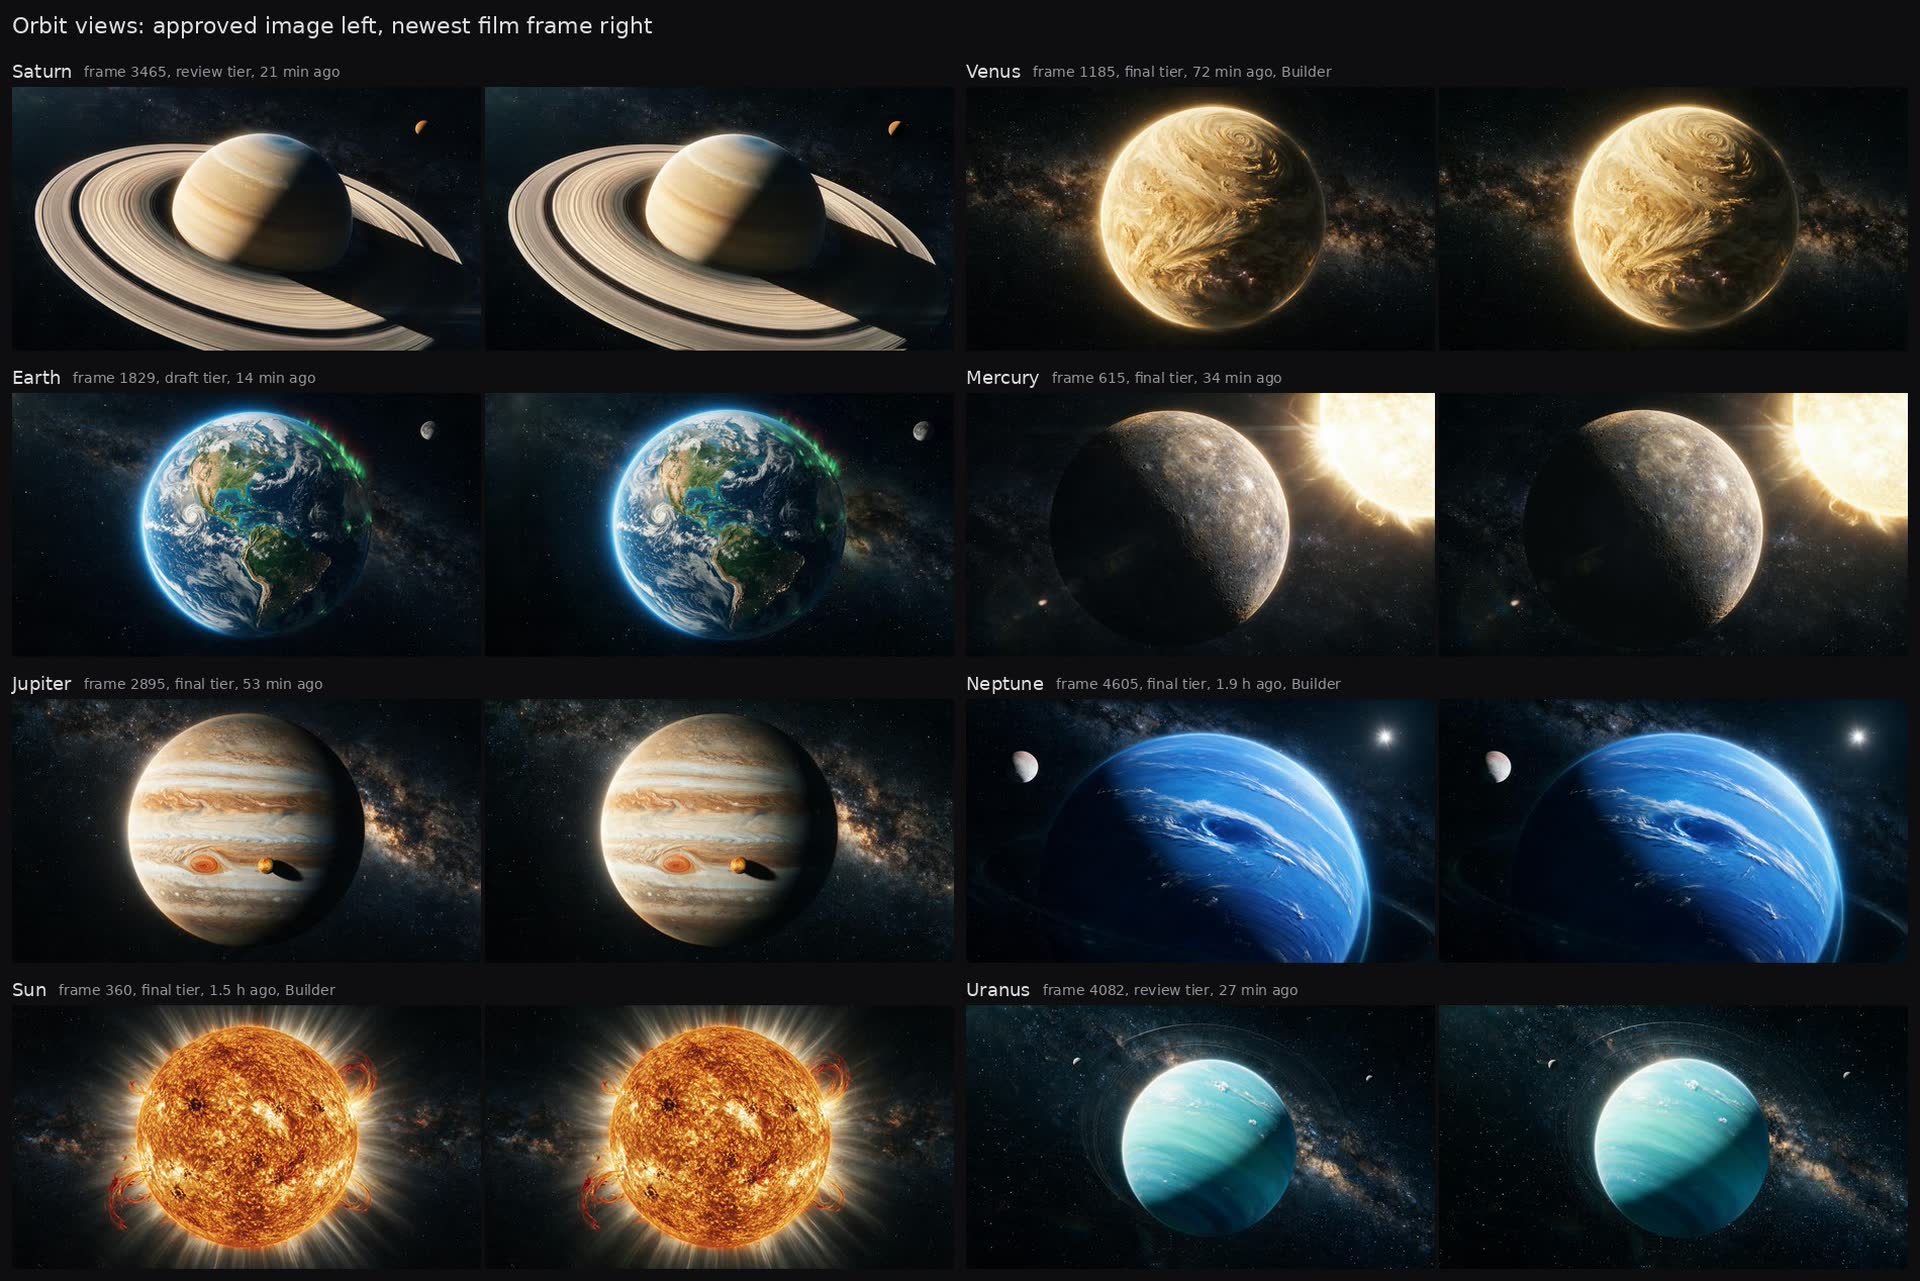 Orbit views: approved image left, newest film frame right
Saturn frame 3465, review tier, 21 min ago
Venus frame 1185, final tier, 72 min ago, Builder
Earth frame 1829, draft tier, 14 min ago
Mercury frame 615, final tier, 34 min ago
Jupiter frame 2895, final tier, 53 min ago
Neptune frame 4605, final tier, 1.9 h ago, Builder
Sun frame 360, final tier, 1.5 h ago, Builder
Uranus frame 4082, review tier, 27 min ago